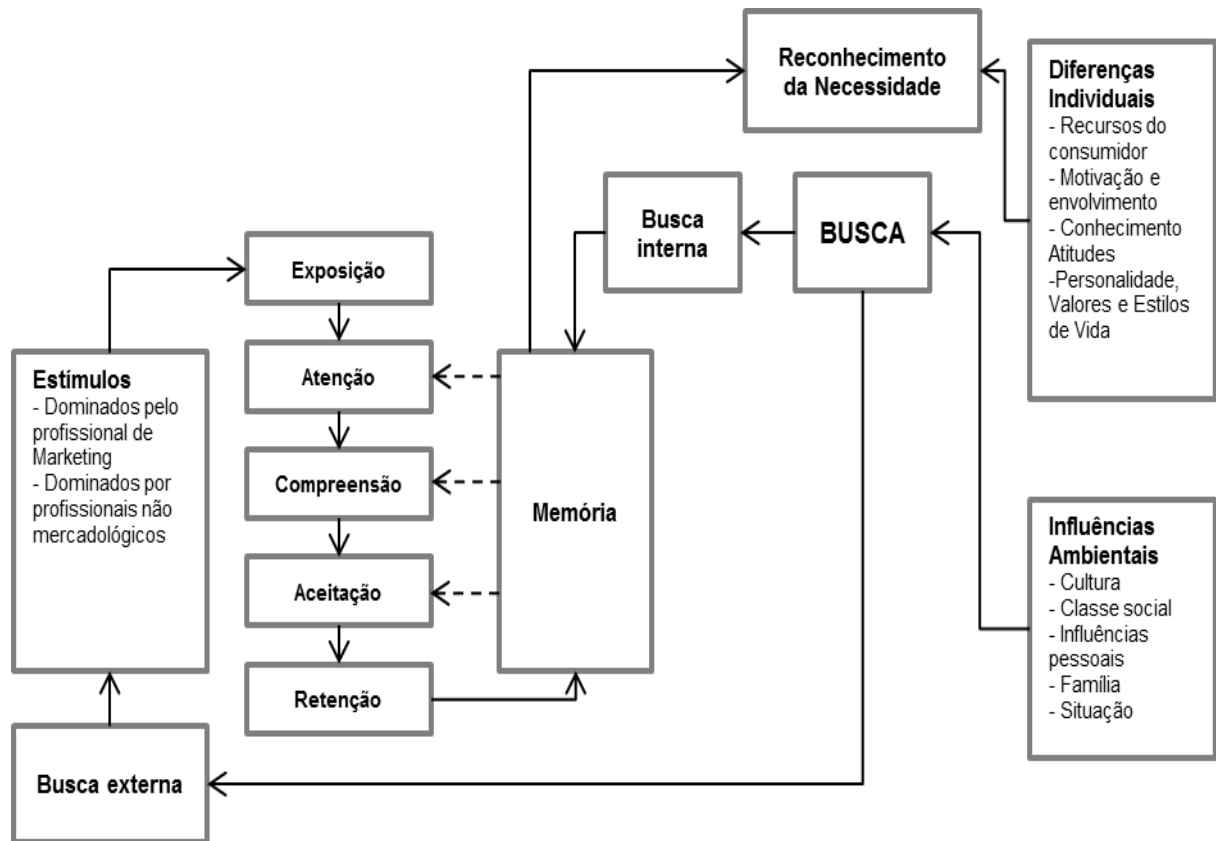 Reconhecimento
da Necessidade
Diferenças
Individuais
- Recursos do
consumidor
- Motivação e
envolvimento
- Conhecimento
Atitudes
-Personalidade,
Valores e Estilos
de Vida
Busca
interna
BUSCA
Exposição
Atenção
Compreensão
Aceitação
Retenção
Memória
Estímulos
- Dominados pelo
profissional de
Marketing
- Dominados por
profissionais não
mercadológicos
Influências
Ambientais
- Cultura
- Classe social
- Influências
pessoais
- Família
- Situação
Busca externa